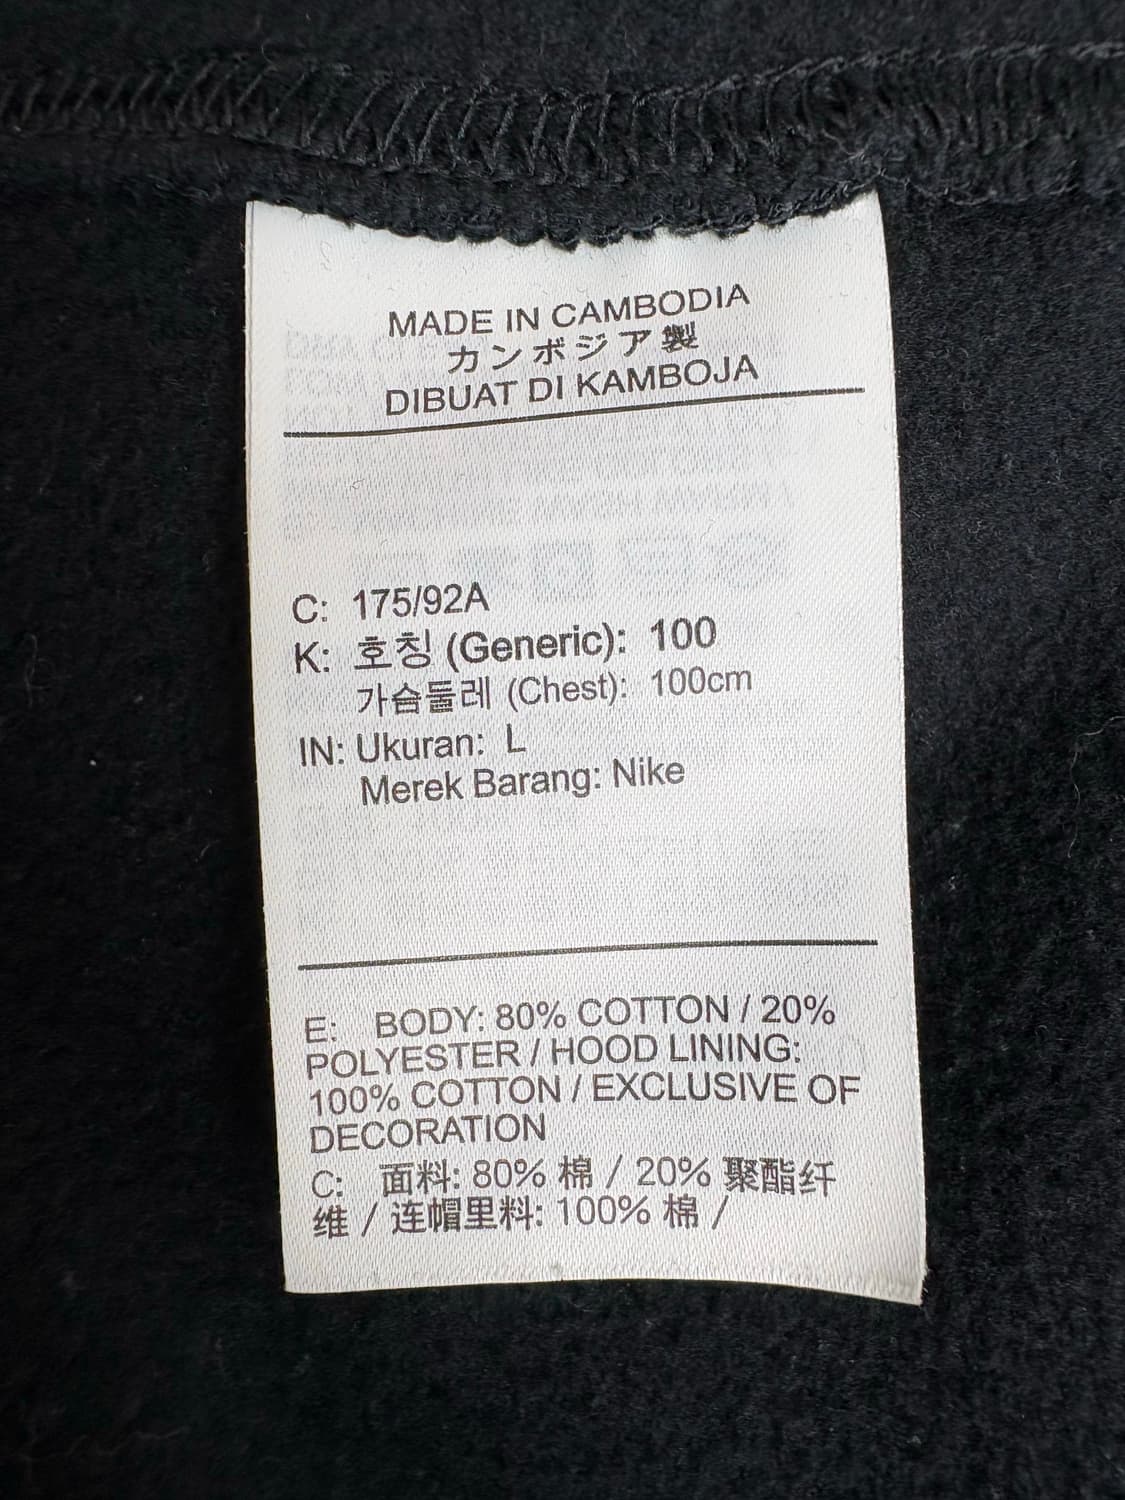 MADE IN CAMBODIA
カンボジア製
DIBUAT DI KAMBOJA
C: 175/92A
K: 호칭 (Generic): 100
가슴둘레 (Chest): 100cm
IN: Ukuran: L
Merek Barang: Nike
E: BODY: 80% COTTON / 20%
POLYESTER / HOOD LINING:
100% COTTON / EXCLUSIVE OF
DECORATION
C: 面料: 80% 棉 / 20% 聚酯纤
维 / 连帽里料: 100% 棉 /